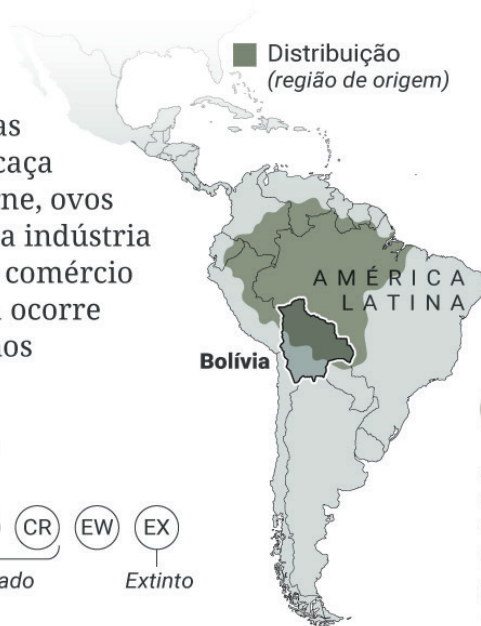 Distribuição
(região de origem)
as
caça
ne, ovos
a indústria
comércio
ocorre
nos
AMÉRICA
LATINA
Bolívia
CR EW EX
ado
Extinto